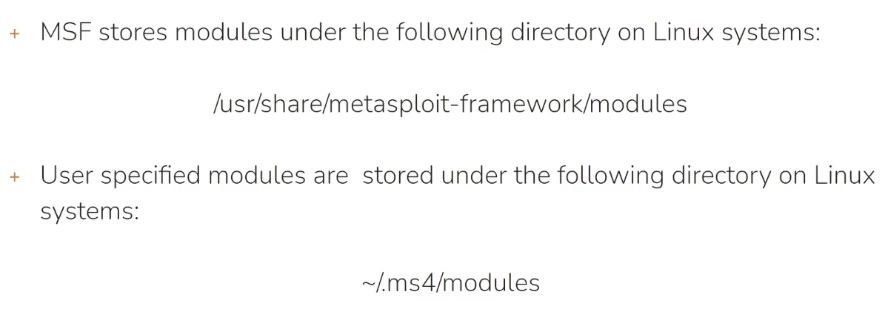 + MSF stores modules under the following directory on Linux systems:
/usr/share/metasploit-framework/modules
+ User specified modules are  stored under the following directory on Linux
systems:
~/.ms4/modules